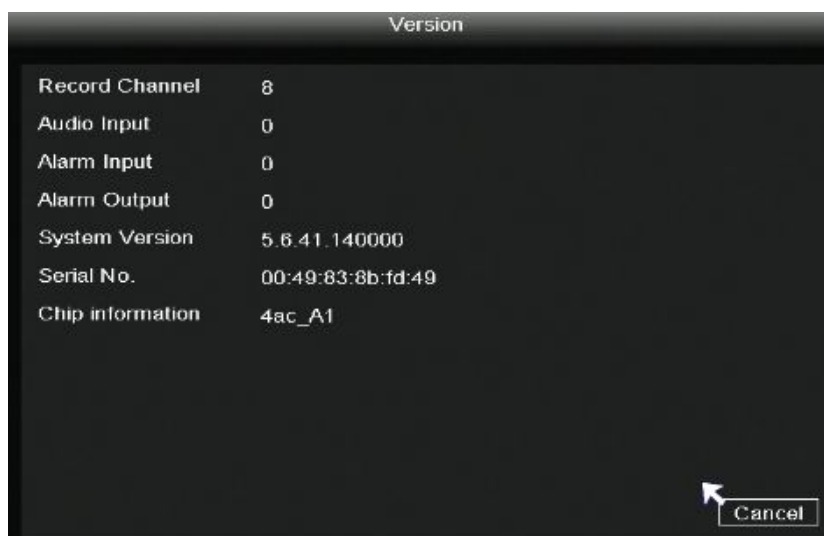 Version
Record Channel 8
Audio Input 0
Alarm Input 0
Alarm Output 0
System Version 5.6.41.140000
Serial No. 00:49:83:8b:fd:49
Chip information 4ac_A1
Cancel